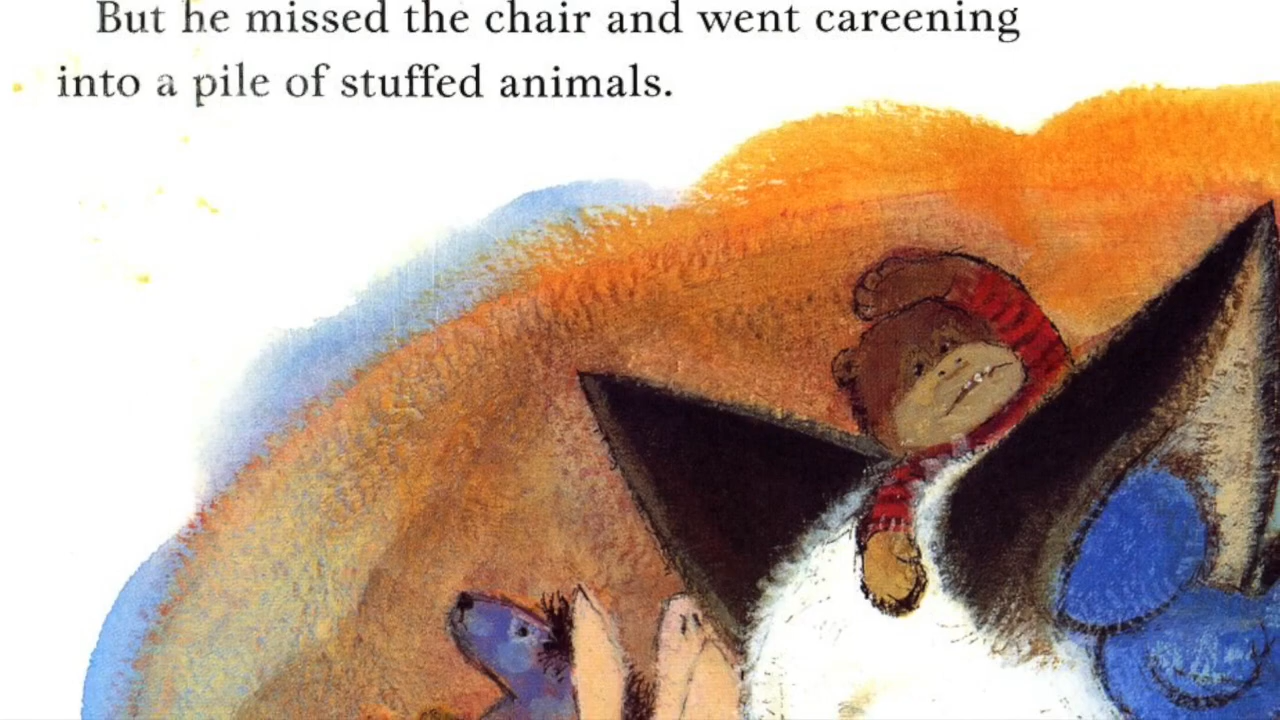 But he missed the chair and went careening
into a pile of stuffed animals.